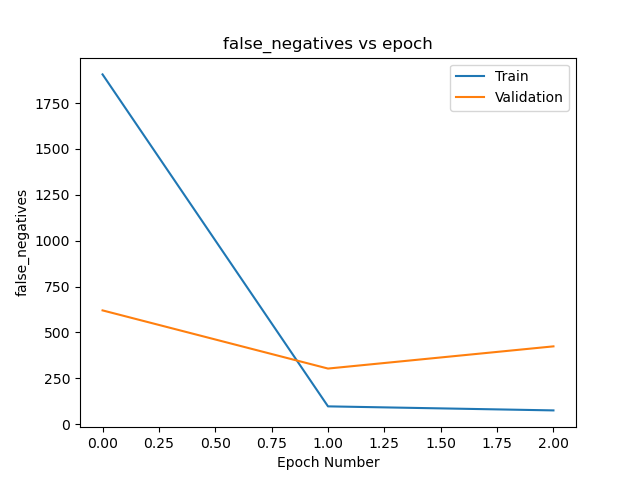 false_negatives vs epoch
Train
Validation
false_negatives
1750
1500
1250
1000
750
500
250
0
0.00 0.25 0.50 0.75 1.00 1.25 1.50 1.75 2.00
Epoch Number